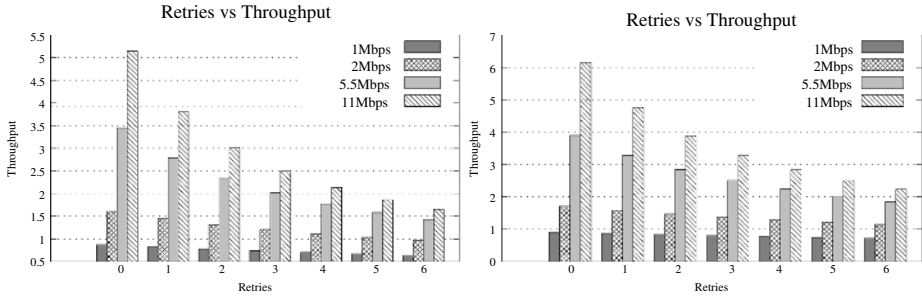 Retries vs Throughput
5.5
5
4.5
4
3.5
3
2.5
2
1.5
1
0.5
Throughput
1Mbps
2Mbps
5.5Mbps
11Mbps
0 1 2 3 4 5 6
Retries
Retries vs Throughput
7
6
5
4
3
2
1
0
Throughput
1Mbps
2Mbps
5.5Mbps
11Mbps
0 1 2 3 4 5 6
Retries